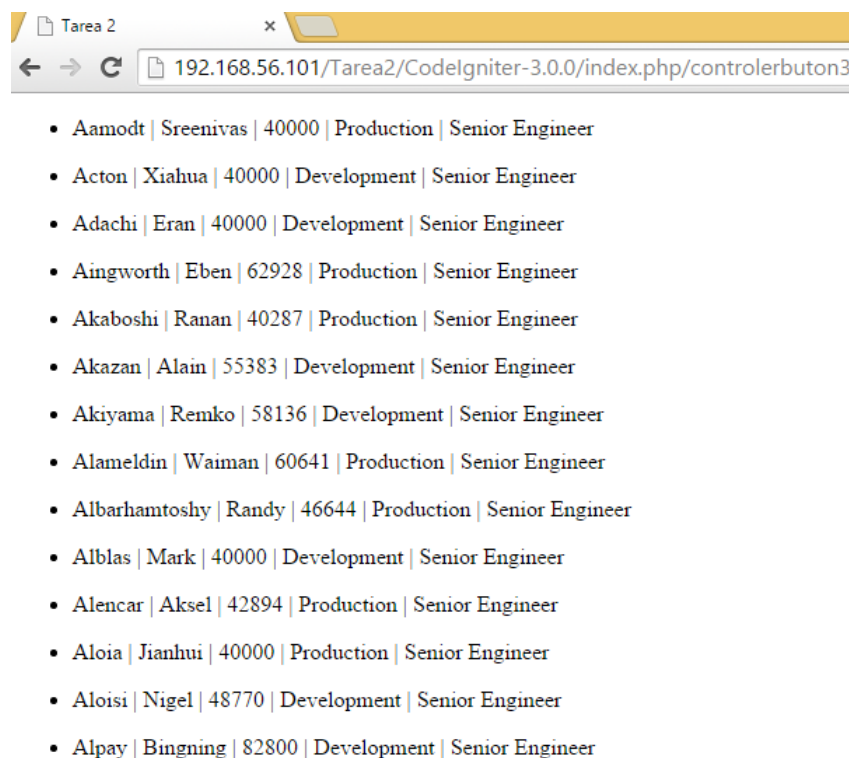 Tarea 2
192.168.56.101/Tarea2/CodeIgniter-3.0.0/index.php/controlerbuton3
Aamodt | Sreenivas | 40000 | Production | Senior Engineer
Acton | Xiahua | 40000 | Development | Senior Engineer
Adachi | Eran | 40000 | Development | Senior Engineer
Aingworth | Eben | 62928 | Production | Senior Engineer
Akaboshi | Ranan | 40287 | Production | Senior Engineer
Akazan | Alain | 55383 | Development | Senior Engineer
Akiyama | Remko | 58136 | Development | Senior Engineer
Alameldin | Waiman | 60641 | Production | Senior Engineer
Albarhamtoshy | Randy | 46644 | Production | Senior Engineer
Alblas | Mark | 40000 | Development | Senior Engineer
Alencar | Aksel | 42894 | Production | Senior Engineer
Aloia | Jianhui | 40000 | Production | Senior Engineer
Aloisi | Nigel | 48770 | Development | Senior Engineer
Alpay | Bingning | 82800 | Development | Senior Engineer